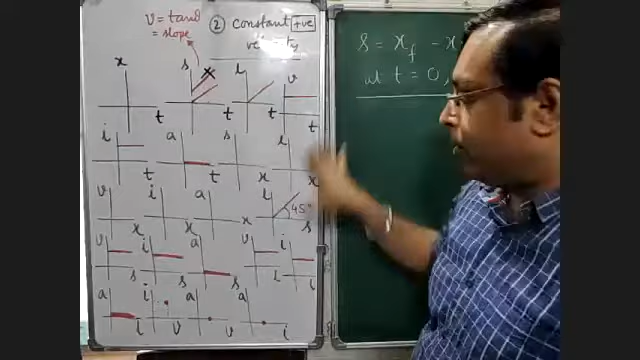 v = tanθ
= slope
② constant +ve
velocity
x s l v
t t t t
i a s l
t t x x
v i a l
x 45°
s
v i a v i
s s s l l
a i a a
i v v i
s = x_f - x
at t = 0,